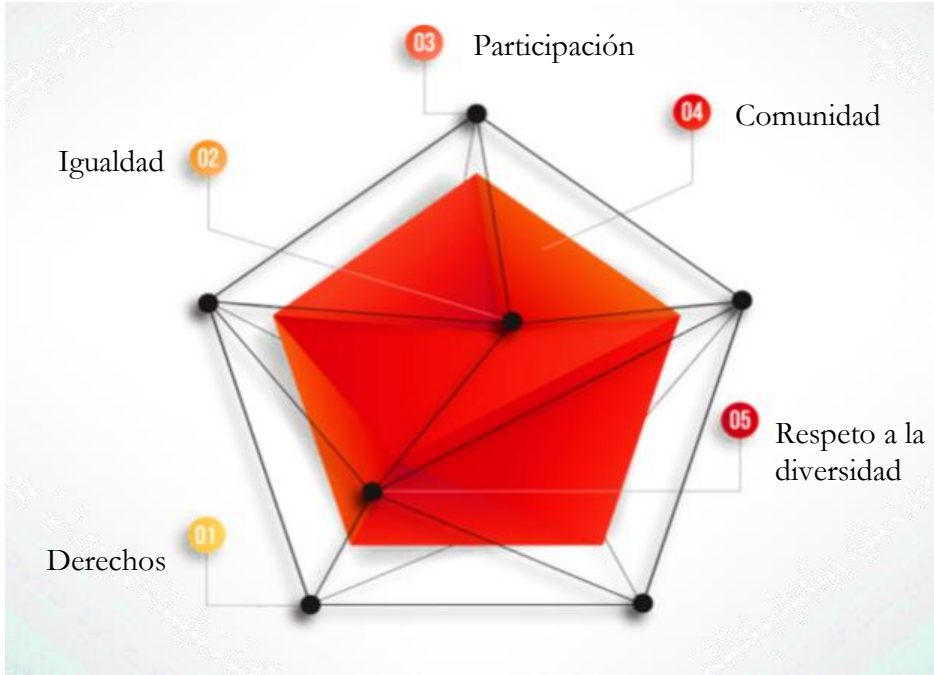 03 Participación
04 Comunidad
02 Igualdad
05 Respeto a la
diversidad
01 Derechos